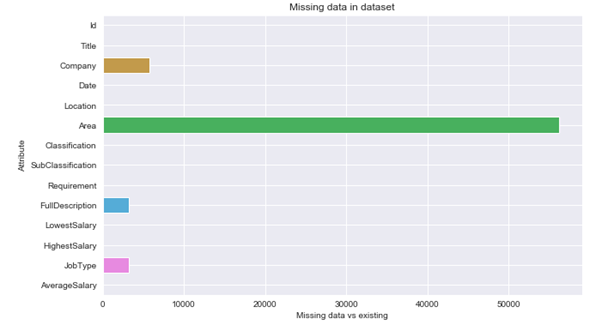 Missing data in dataset
Id
Title
Company
Date
Location
Area
Classification
SubClassification
Requirement
FullDescription
LowestSalary
HighestSalary
JobType
AverageSalary
Attribute
0 10000 20000 30000 40000 50000
Missing data vs existing